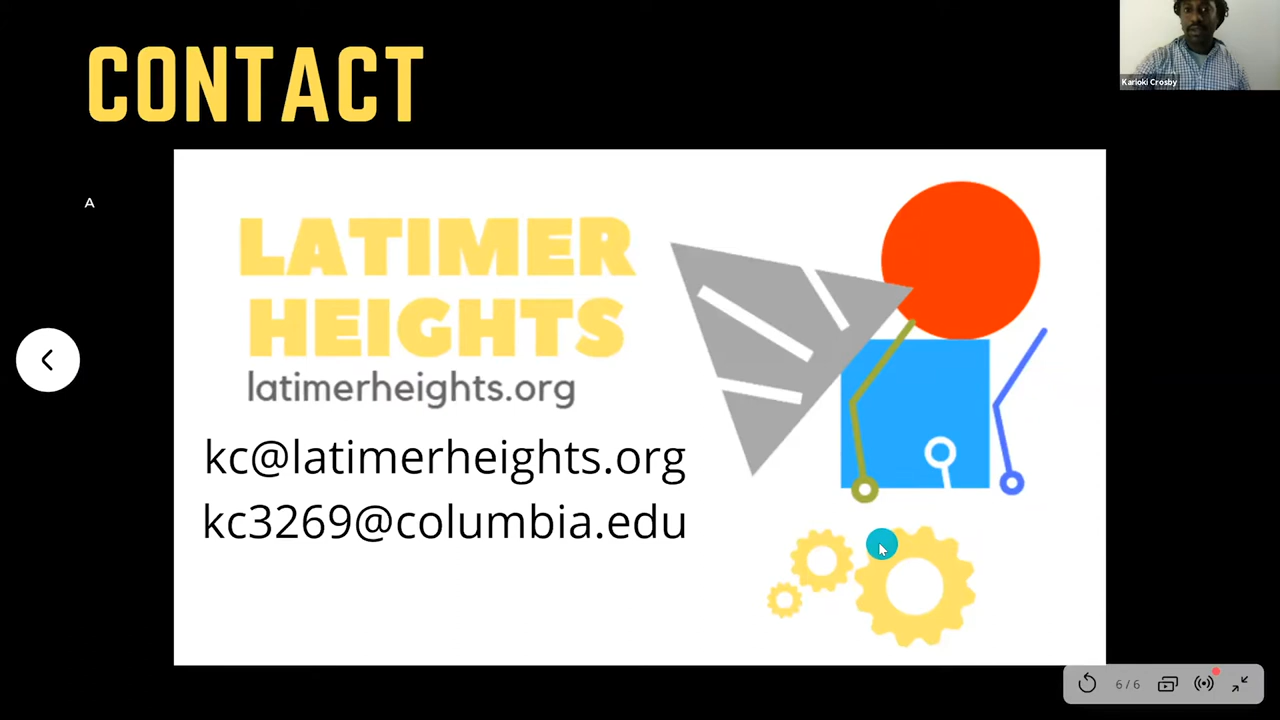 CONTACT
Karioki Crosby
A
LATIMER
HEIGHTS
latimerheights.org
kc@latimerheights.org
kc3269@columbia.edu
6/6